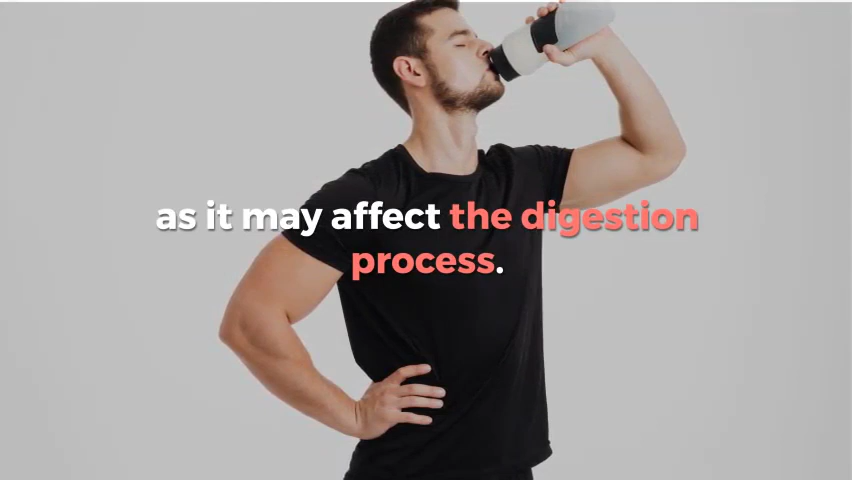 as it may affect the digestion
process.